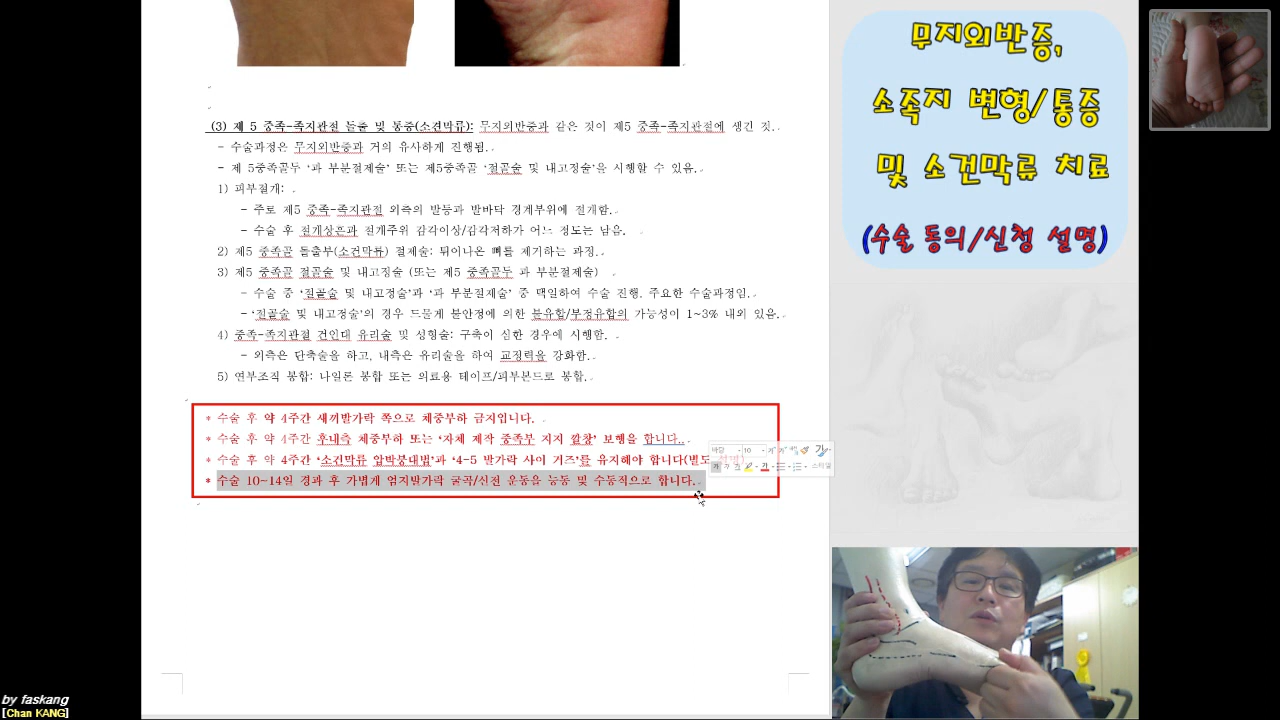 (3) 제 5 중족-족지관절 돌출 및 통증(소건막류): 무지외반증과 같은 것이 제5 중족-족지관절에 생긴 것.
- 수술과정은 무지외반증과 거의 유사하게 진행됨.
- 제 5중족골두 '과 부분절제술' 또는 제5중족골 '절골술 및 내고정술'을 시행할 수 있음.
1) 피부절개:
- 주로 제5 중족-족지관절 외측의 발등과 발바닥 경계부위에 절개함.
- 수술 후 절개상흔과 절개주위 감각이상/감각저하가 어느 정도는 남음.
2) 제5 중족골 돌출부(소건막류) 절제술: 튀어나온 뼈를 제거하는 과정.
3) 제5 중족골 절골술 및 내고정술 (또는 제5 중족골두 과 부분절제술)
- 수술 중 '절골술 및 내고정술'과 '과 부분절제술' 중 택일하여 수술 진행. 주요한 수술과정임.
- '절골술 및 내고정술'의 경우 드물게 불안정에 의한 불유합/부정유합의 가능성이 1~3% 내외 있음.
4) 중족-족지관절 건인대 유리술 및 성형술: 구축이 심한 경우에 시행함.
- 외측은 단축술을 하고, 내측은 유리술을 하여 교정력을 강화함.
5) 연부조직 봉합: 나일론 봉합 또는 의료용 테이프/피부본드로 봉합.
* 수술 후 약 4주간 새끼발가락 쪽으로 체중부하 금지입니다.
* 수술 후 약 4주간 후내측 체중부하 또는 '자체 제작 중족부 지지 깔창' 보행을 합니다..
* 수술 후 약 4주간 '소건막류 압박붕대법'과 '4-5 발가락 사이 거즈'를 유지해야 합니다(별도
* 수술 10~14일 경과 후 가볍게 엄지발가락 굴곡/신전 운동을 능동 및 수동적으로 합니다.
바탕 10
가
스타일
무지외반증,
소족지 변형/통증
및 소건막류 치료
(수술 동의/신청 설명)
by faskang
[Chan KANG]